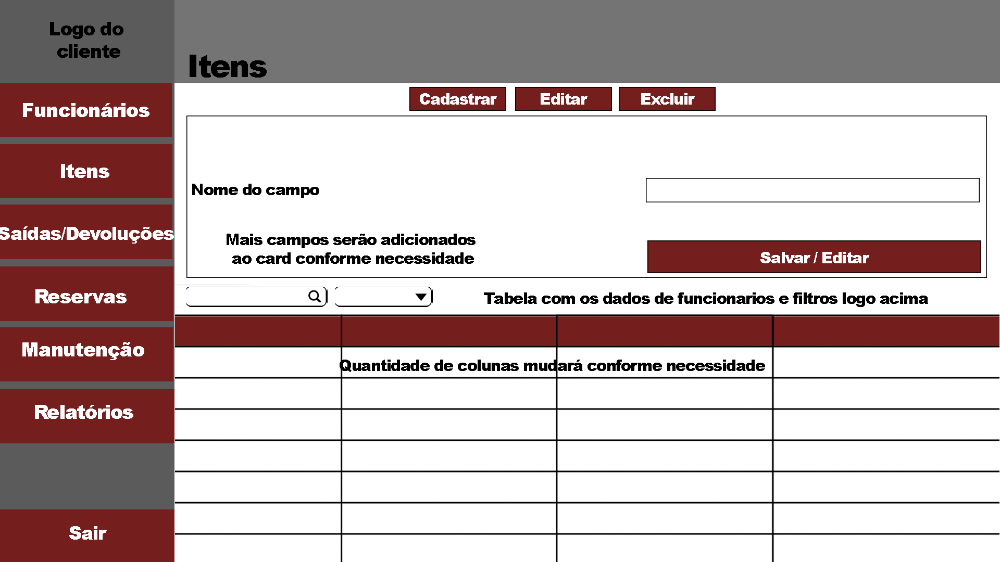 Logo do
cliente
Itens
Funcionários
Itens
Saídas/Devoluções
Reservas
Manutenção
Relatórios
Sair
Cadastrar
Editar
Excluir
Nome do campo
Mais campos serão adicionados
ao card conforme necessidade
Salvar / Editar
Tabela com os dados de funcionarios e filtros logo acima
Quantidade de colunas mudará conforme necessidade